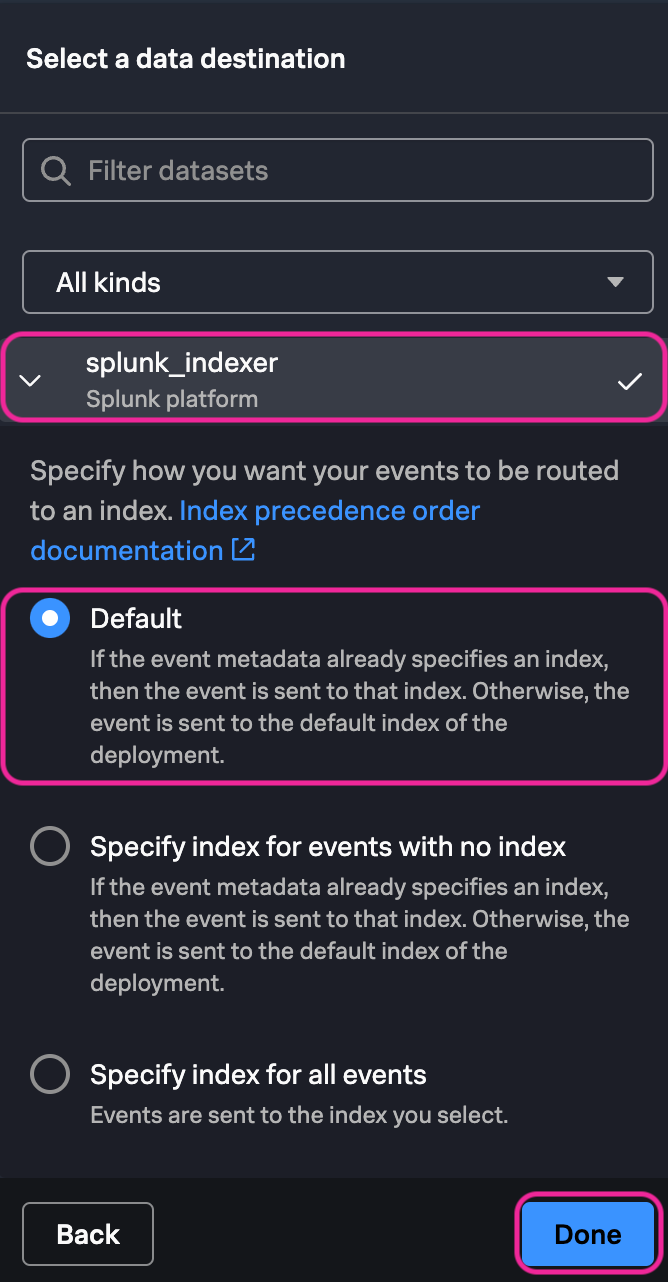 Select a data destination
Filter datasets
All kinds
splunk_indexer
Splunk platform
Specify how you want your events to be routed
to an index. Index precedence order
documentation
Default
If the event metadata already specifies an index,
then the event is sent to that index. Otherwise, the
event is sent to the default index of the
deployment.
Specify index for events with no index
If the event metadata already specifies an index,
then the event is sent to that index. Otherwise, the
event is sent to the default index of the
deployment.
Specify index for all events
Events are sent to the index you select.
Back
Done